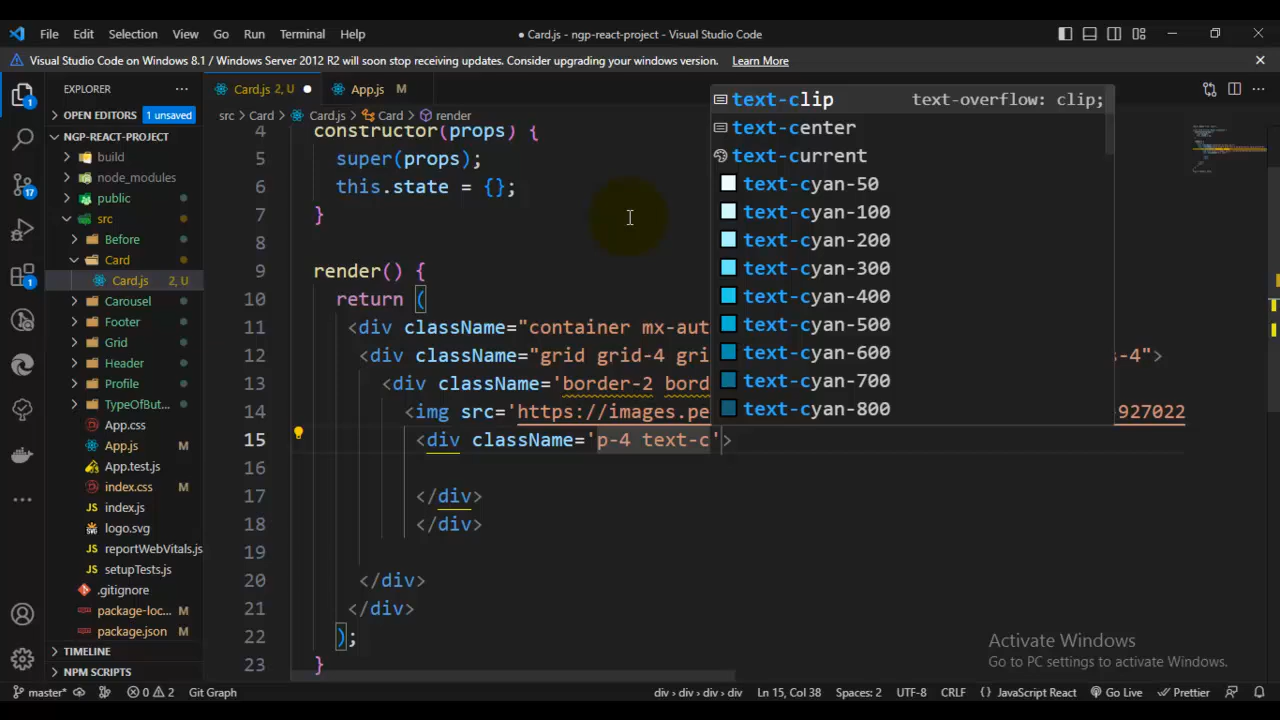 File Edit Selection View Go Run Terminal Help
● Card.js - ngp-react-project - Visual Studio Code
Visual Studio Code on Windows 8.1 / Windows Server 2012 R2 will soon stop receiving updates. Consider upgrading your windows version. Learn More
EXPLORER
OPEN EDITORS 1 unsaved
NGP-REACT-PROJECT
build
node_modules
public
src
Before
Card
Card.js 2, U
Carousel
Footer
Grid
Header
Profile
TypeOfBut...
App.css
App.js M
App.test.js
index.css M
index.js
logo.svg
reportWebVitals.js
setupTests.js
.gitignore
package-loc... M
package.json M
TIMELINE
NPM SCRIPTS
1
17
1
Card.js 2, U ●
App.js M
src > Card > Card.js > Card > render
4 constructor(props) {
5 super(props);
6 this.state = {};
7 }
8
9 render() {
10 return (
11 <div className="container mx-aut
12 <div className="grid grid-4 gri s-4">
13 <div className='border-2 bord
14 <img src='https://images.pe 927022
15 <div className='p-4 text-c'>
16
17 </div>
18 </div>
19
20 </div>
21 </div>
22 );
23 }
text-clip text-overflow: clip;
text-center
text-current
text-cyan-50
text-cyan-100
text-cyan-200
text-cyan-300
text-cyan-400
text-cyan-500
text-cyan-600
text-cyan-700
text-cyan-800
Activate Windows
Go to PC settings to activate Windows.
master* 0 2 Git Graph div > div > div > div Ln 15, Col 38 Spaces: 2 UTF-8 CRLF {} JavaScript React Go Live Prettier